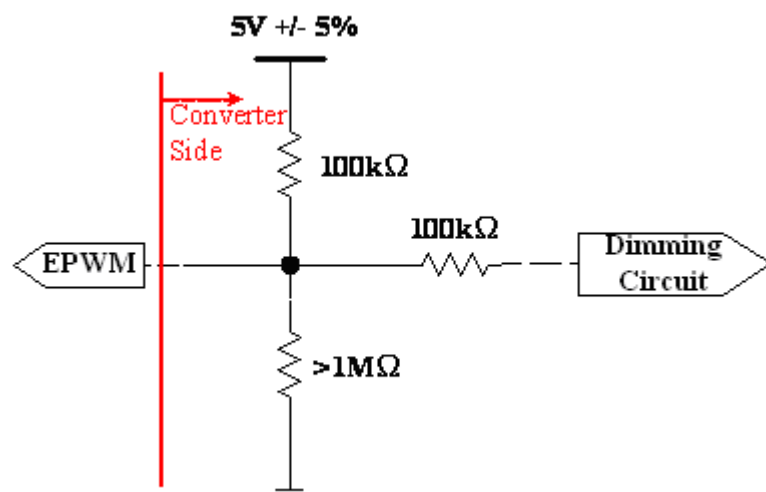 5V +/- 5%
Converter
Side
100kΩ
100kΩ
EPWM
Dimming
Circuit
>1MΩ